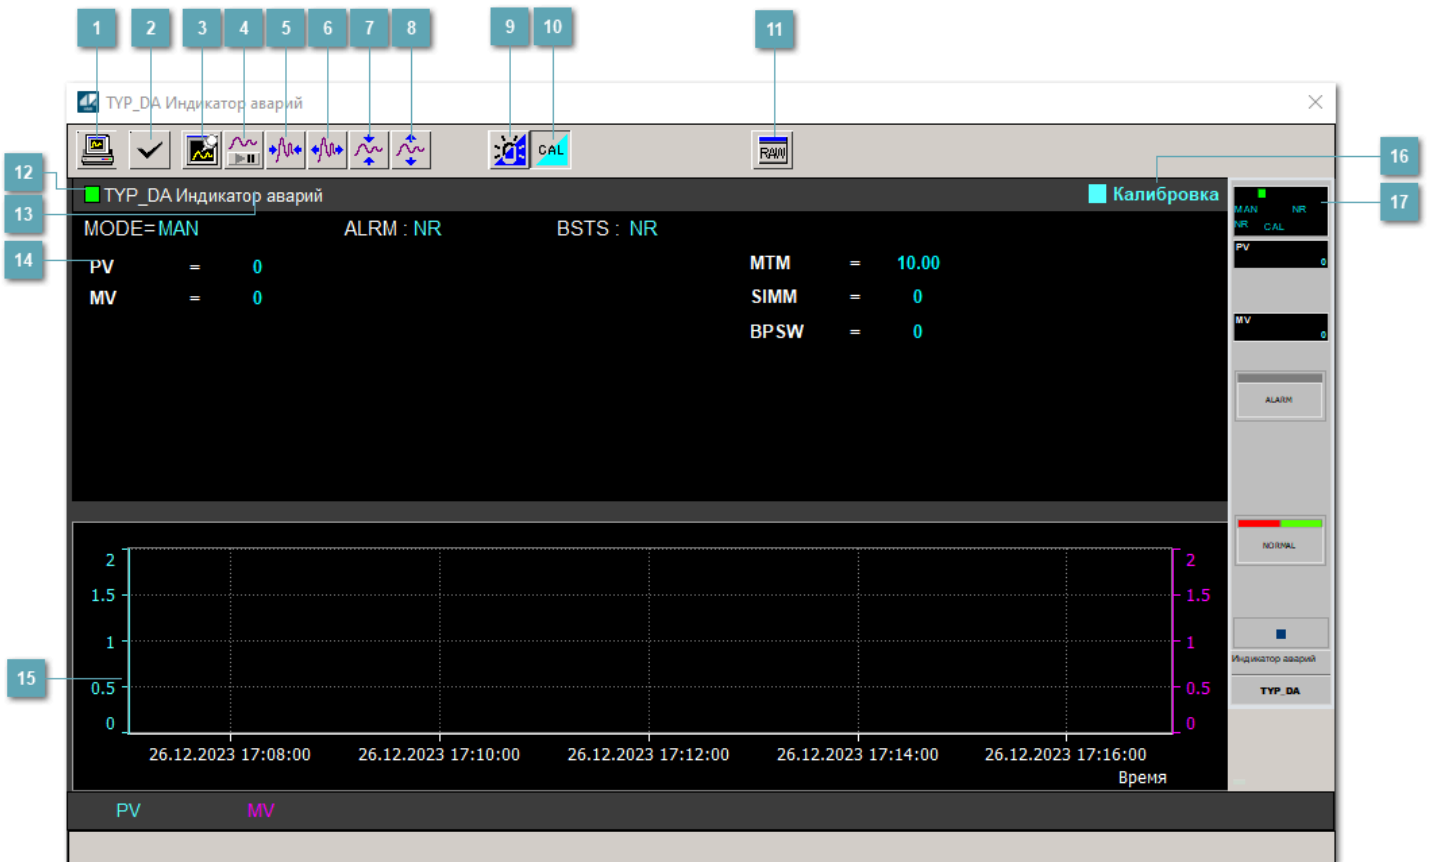 1 2 3 4 5 6 7 8 9 10 11
TYP_DA Индикатор аварий
CAL RAW
12 13 14 15 16 17
TYP_DA Индикатор аварий Калибровка
MODE=MAN ALRM : NR BSTS : NR
PV = 0 MTM = 10.00
MV = 0 SIMM = 0
BPSW = 0
MAN NR
NR CAL
PV
0
MV
0
ALARM
NORMAL
Индикатор аварий
TYP_DA
2 2
1.5 1.5
1 1
0.5 0.5
0 0
26.12.2023 17:08:00 26.12.2023 17:10:00 26.12.2023 17:12:00 26.12.2023 17:14:00 26.12.2023 17:16:00
Время
PV MV